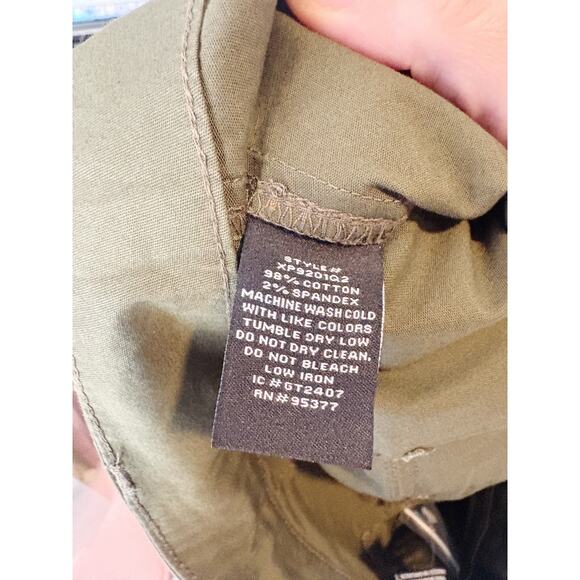 STYLE#
XP9201Q2
98% COTTON
2% SPANDEX
MACHINE WASH COLD
WITH LIKE COLORS
TUMBLE DRY LOW
DO NOT DRY CLEAN.
DO NOT BLEACH
LOW IRON
IC # GT2407
RN # 95377